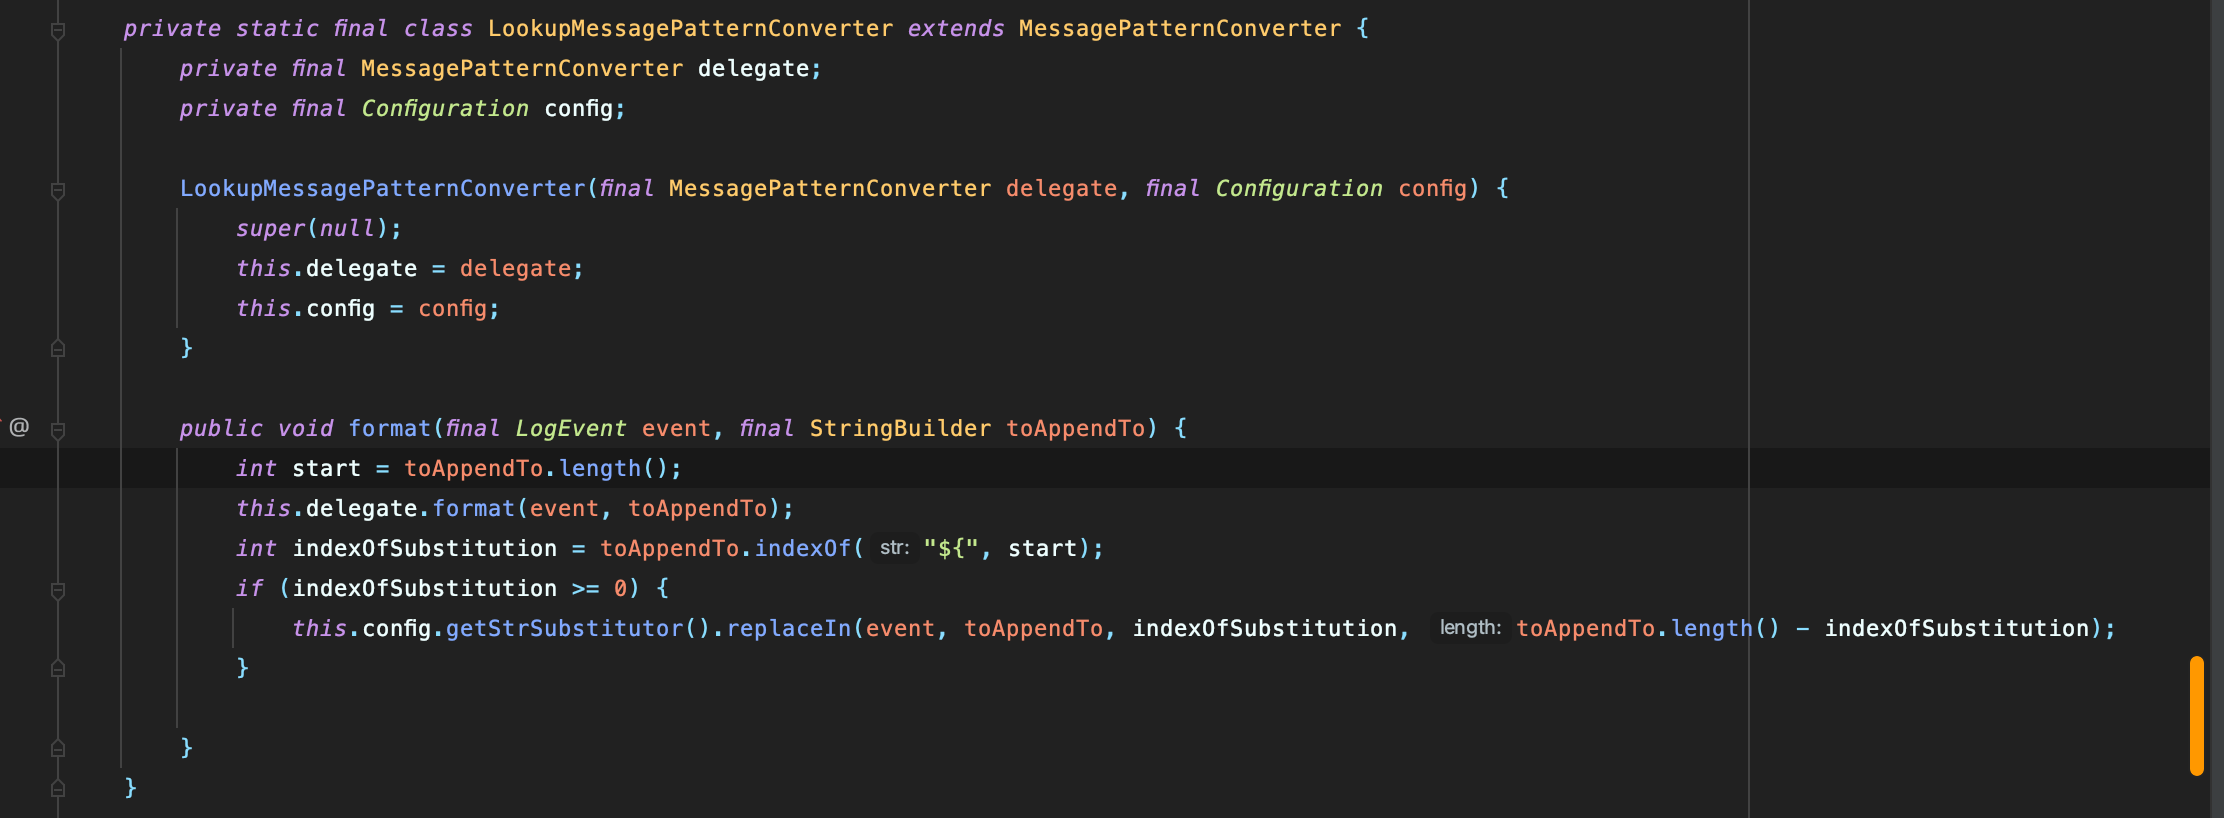 private static final class LookupMessagePatternConverter extends MessagePatternConverter {
private final MessagePatternConverter delegate;
private final Configuration config;
LookupMessagePatternConverter(final MessagePatternConverter delegate, final Configuration config) {
super(null);
this.delegate = delegate;
this.config = config;
}
@ public void format(final LogEvent event, final StringBuilder toAppendTo) {
int start = toAppendTo.length();
this.delegate.format(event, toAppendTo);
int indexOfSubstitution = toAppendTo.indexOf( str: "${", start);
if (indexOfSubstitution >= 0) {
this.config.getStrSubstitutor().replaceIn(event, toAppendTo, indexOfSubstitution, length: toAppendTo.length() - indexOfSubstitution);
}
}
}